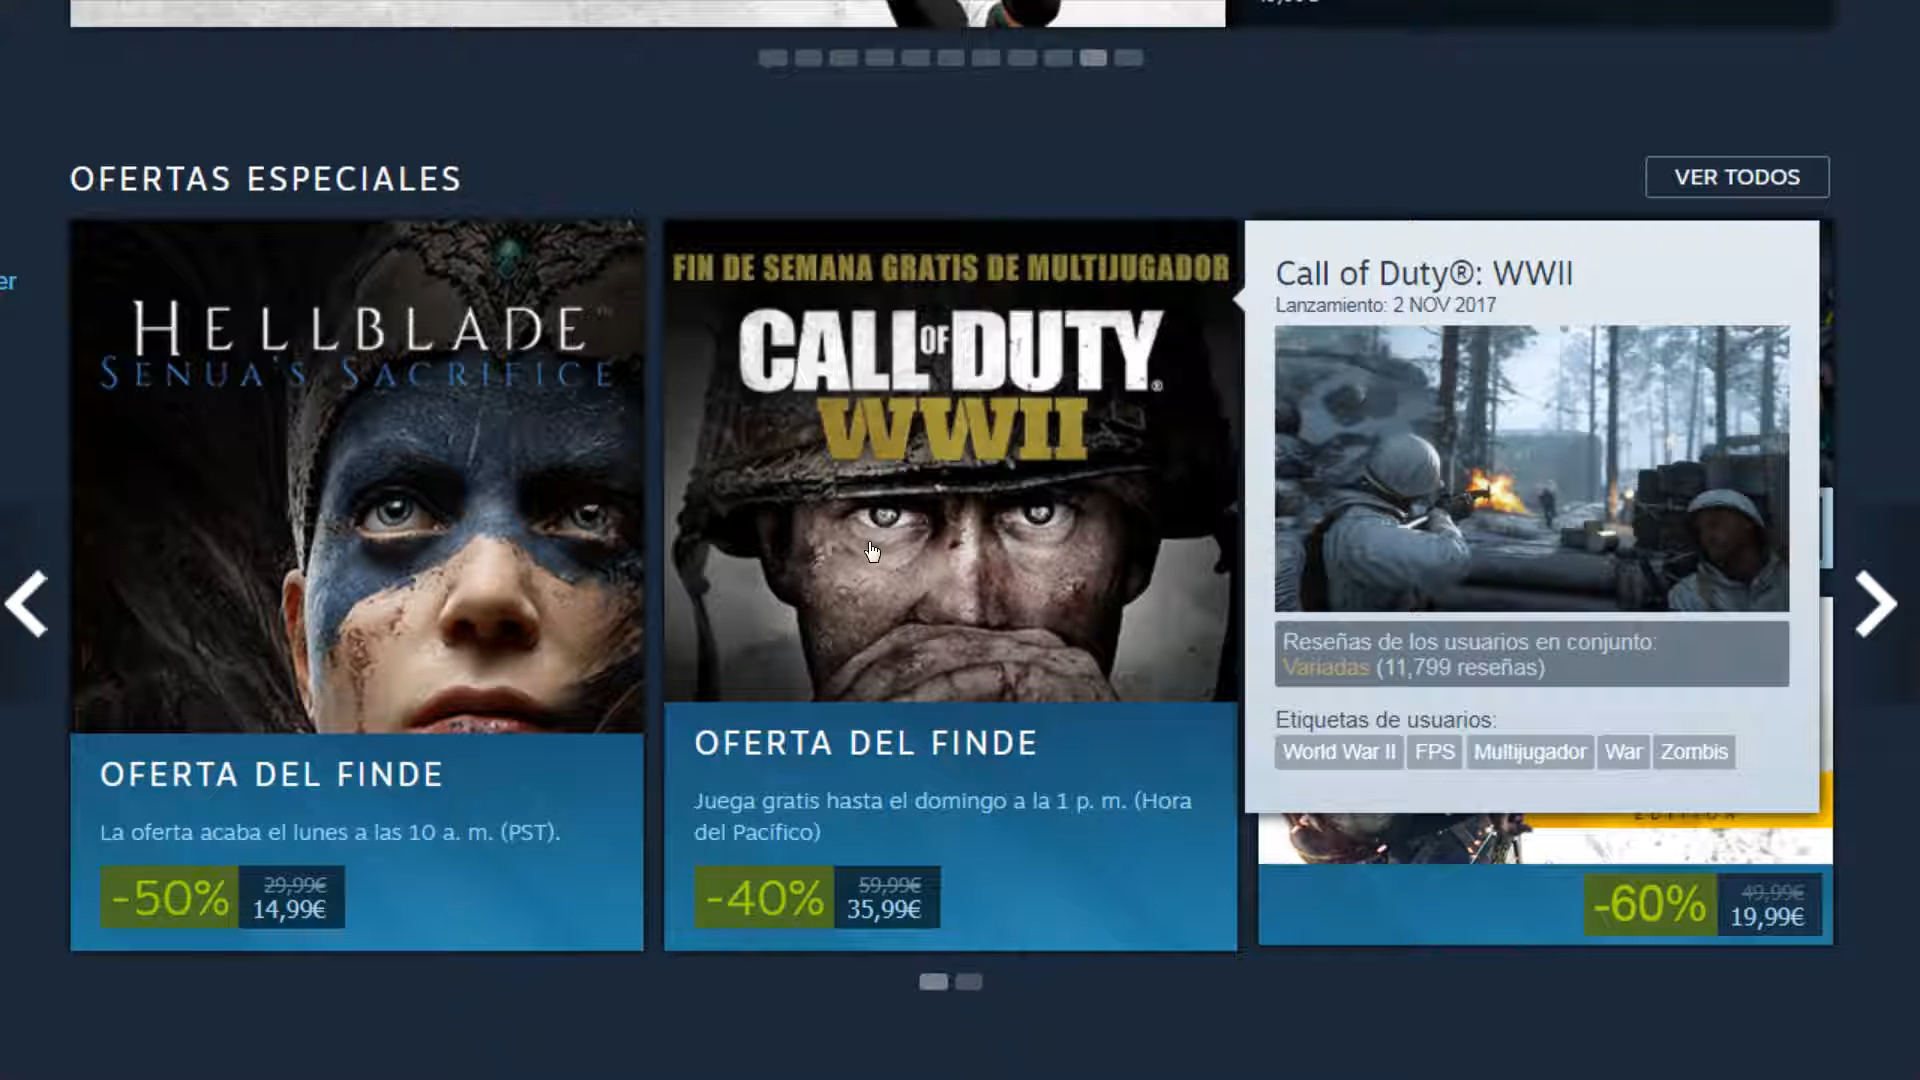 OFERTAS ESPECIALES
VER TODOS
er
HELLBLADE™
SENUA'S SACRIFICE
OFERTA DEL FINDE
La oferta acaba el lunes a las 10 a. m. (PST).
-50%
29,99€
14,99€
FIN DE SEMANA GRATIS DE MULTIJUGADOR
CALL OF DUTY®
WWII
OFERTA DEL FINDE
Juega gratis hasta el domingo a la 1 p. m. (Hora
del Pacífico)
-40%
59,99€
35,99€
Call of Duty®: WWII
Lanzamiento: 2 NOV 2017
Reseñas de los usuarios en conjunto:
Variadas (11,799 reseñas)
Etiquetas de usuarios:
World War II FPS Multijugador War Zombis
EDITION
-60%
49,99€
19,99€